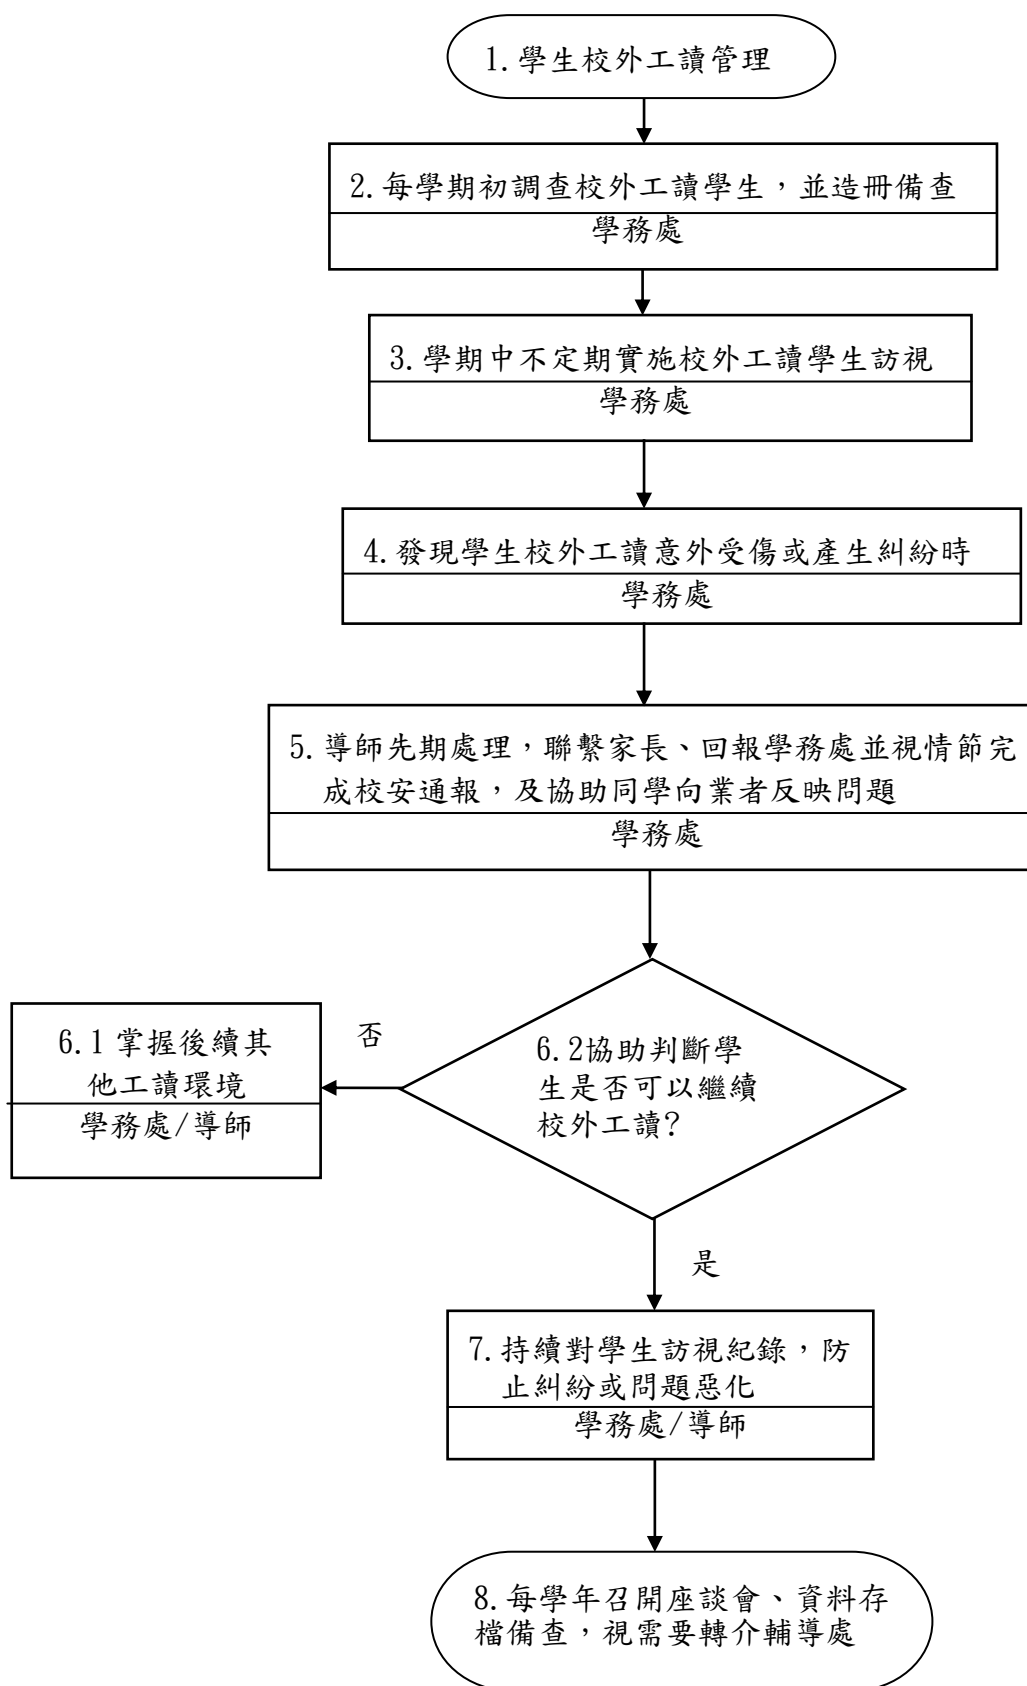 1.學生校外工讀管理
2.每學期初調查校外工讀學生，並造冊備查
學務處
3.學期中不定期實施校外工讀學生訪視
學務處
4.發現學生校外工讀意外受傷或產生糾紛時
學務處
5.導師先期處理，聯繫家長、回報學務處並視情節完
成校安通報，及協助同學向業者反映問題
學務處
6.1 掌握後續其
他工讀環境
學務處/導師
否
6.2協助判斷學
生是否可以繼續
校外工讀?
是
7.持續對學生訪視紀錄，防
止糾紛或問題惡化
學務處/導師
8.每學年召開座談會、資料存
檔備查，視需要轉介輔導處